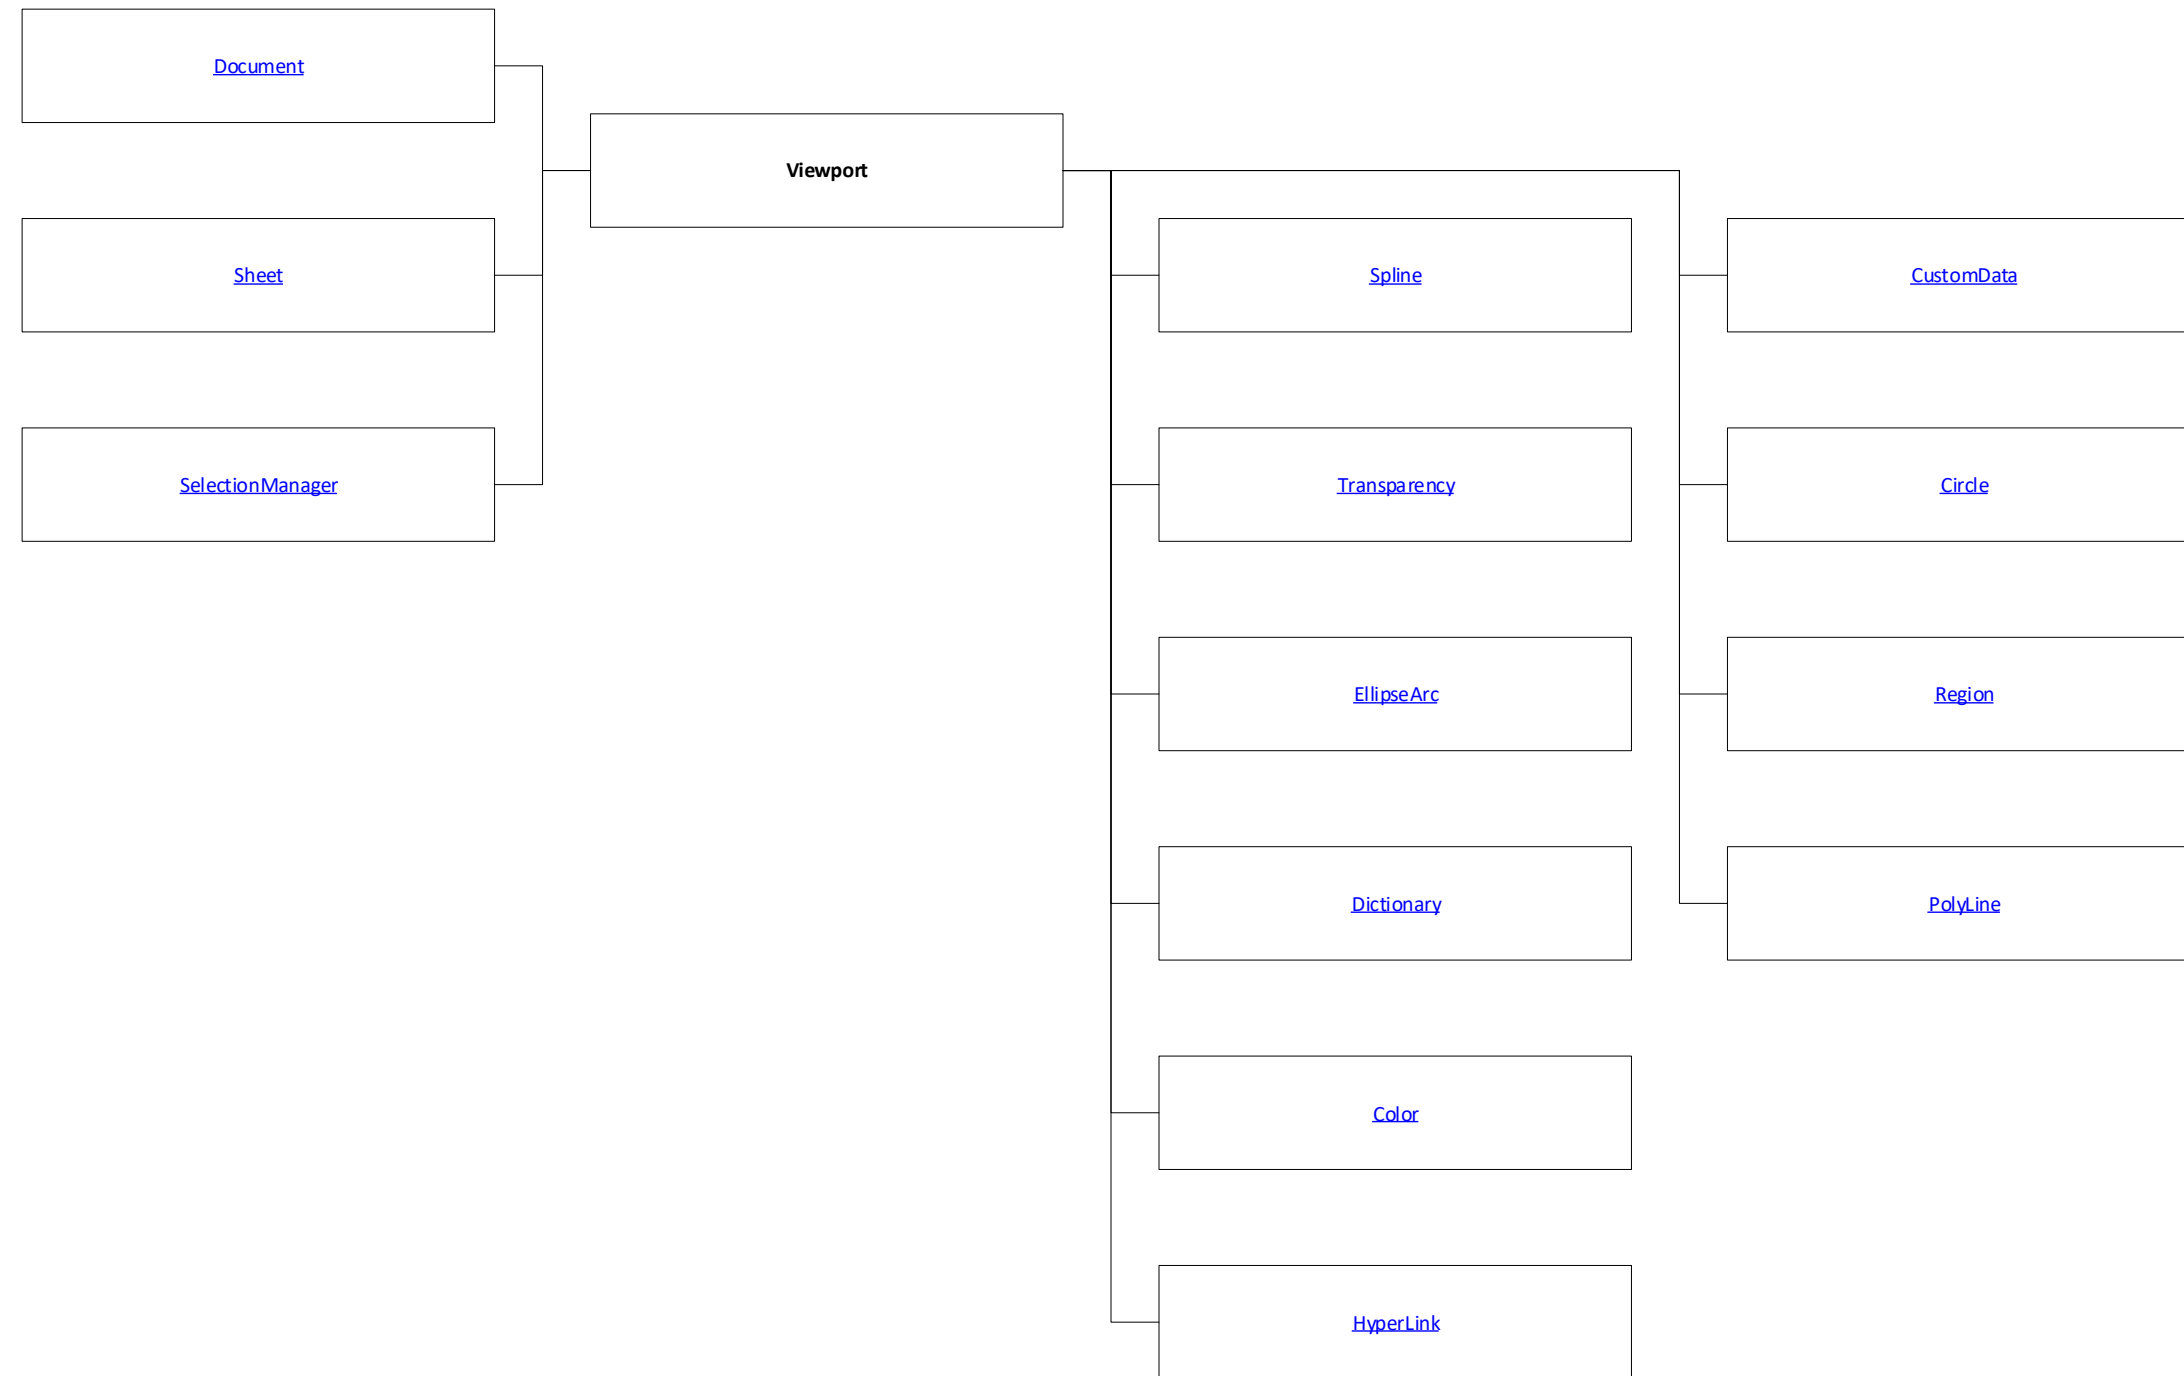 Document
Viewport
Sheet
SelectionManager
Spline
Transparency
EllipseArc
Dictionary
Color
HyperLink
CustomData
Circle
Region
PolyLine